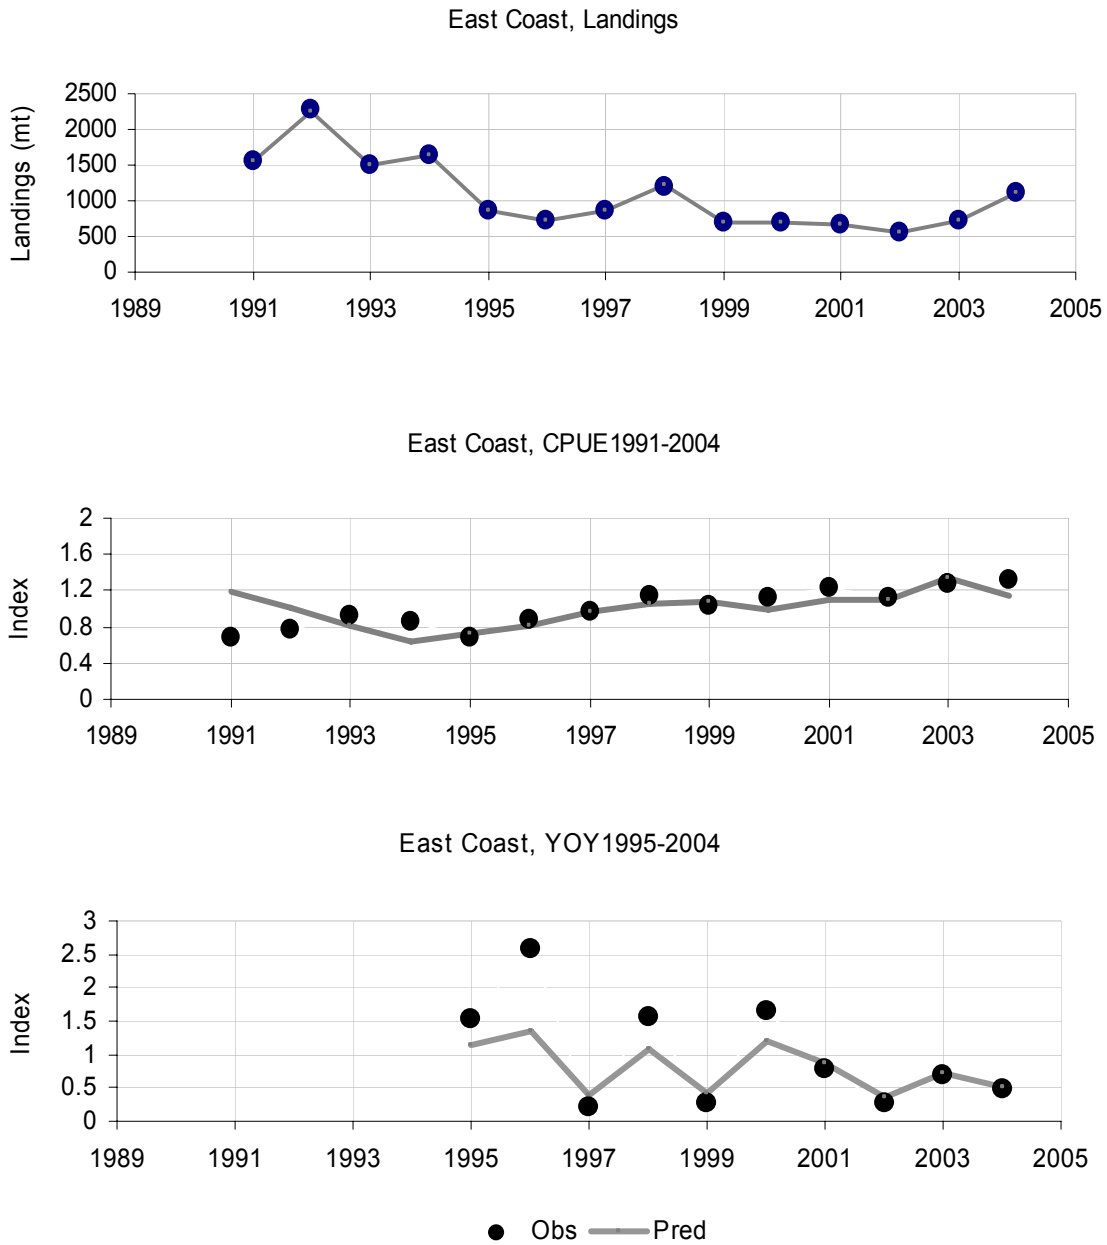 East Coast, Landings
Landings (mt)
2500
2000
1500
1000
500
0
1989 1991 1993 1995 1997 1999 2001 2003 2005
East Coast, CPUE1991-2004
Index
2
1.6
1.2
0.8
0.4
0
1989 1991 1993 1995 1997 1999 2001 2003 2005
East Coast, YOY1995-2004
Index
3
2.5
2
1.5
1
0.5
0
1989 1991 1993 1995 1997 1999 2001 2003 2005
Obs Pred